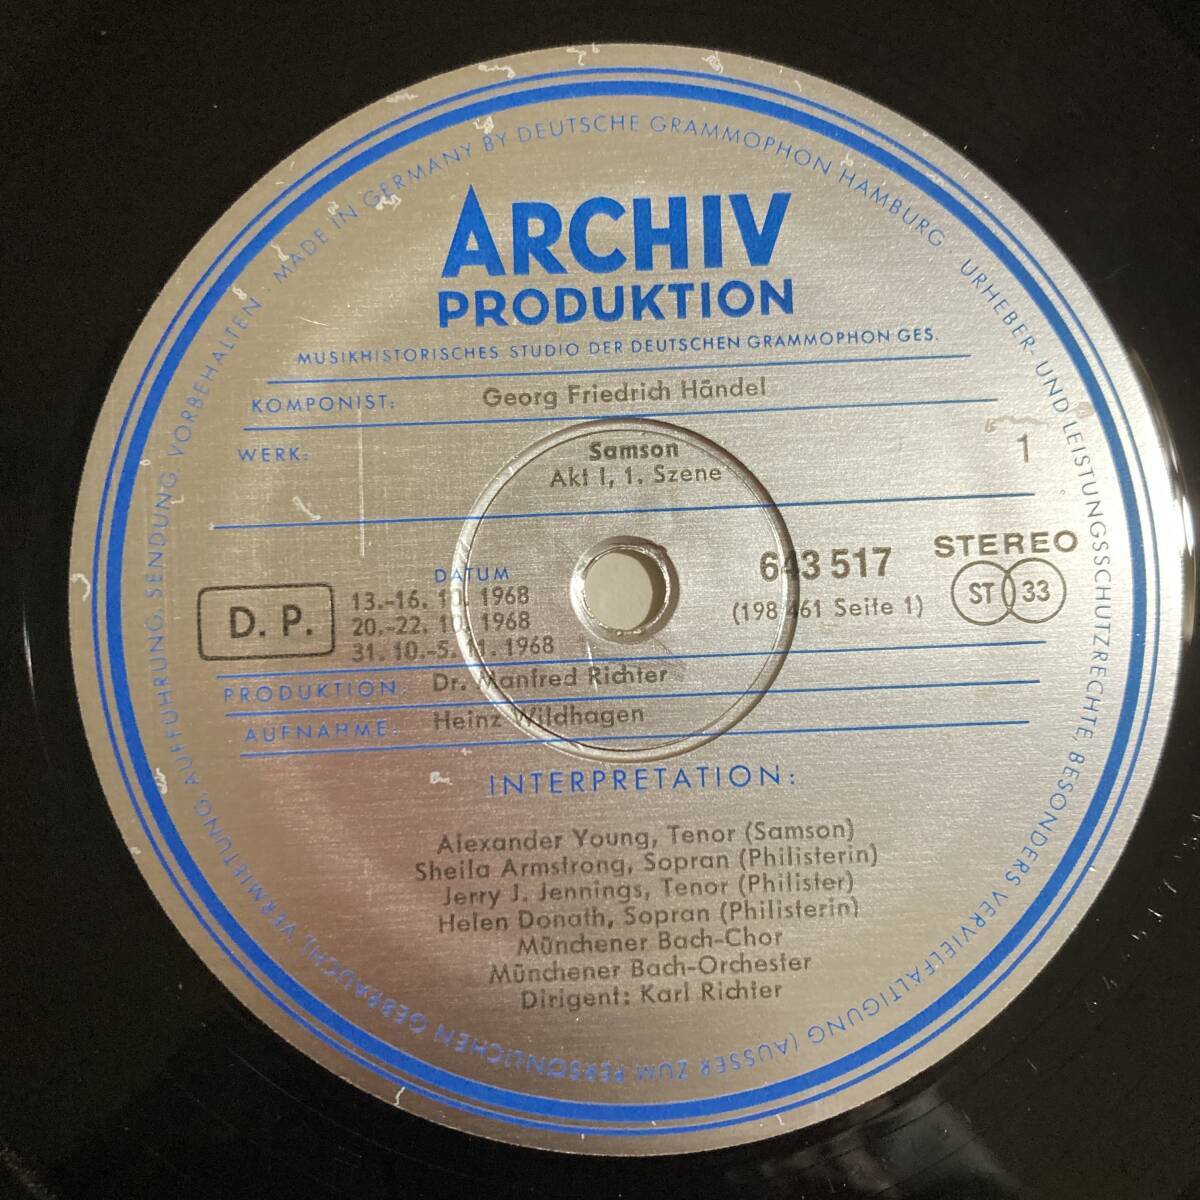 MADE IN GERMANY BY DEUTSCHE GRAMMOPHON HAMBURG · URHEBER- UND LEISTUNGSSCHUTZRECHTE, BESONDERS VERVIELFÄLTIGUNG (AUSSER ZUM PERSÖNLICHEN GEBRAUCH), VERMIETUNG, AUFFÜHRUNG, SENDUNG, VORBEHALTEN ·
ARCHIV
PRODUKTION
MUSIKHISTORISCHES STUDIO DER DEUTSCHEN GRAMMOPHON GES.
KOMPONIST: Georg Friedrich Händel
WERK: Samson 1
Akt I, 1. Szene
STEREO
DATUM 643 517
D. P. 13.-16. 10. 1968 (198 461 Seite 1) ST 33
20.-22. 10. 1968
31. 10.-5. 11. 1968
PRODUKTION: Dr. Manfred Richter
AUFNAHME: Heinz Wildhagen
INTERPRETATION:
Alexander Young, Tenor (Samson)
Sheila Armstrong, Sopran (Philisterin)
Jerry J. Jennings, Tenor (Philister)
Helen Donath, Sopran (Philisterin)
Münchener Bach-Chor
Münchener Bach-Orchester
Dirigent: Karl Richter